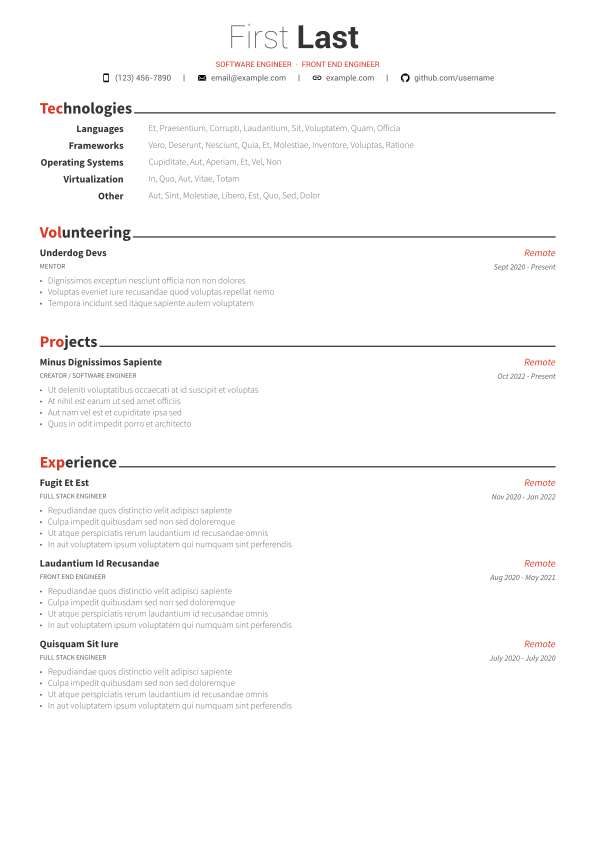 First Last
SOFTWARE ENGINEER · FRONT END ENGINEER
(123) 456-7890 | email@example.com | example.com | github.com/username
Technologies
Languages Et, Praesentium, Corrupti, Laudantium, Sit, Voluptatem, Quam, Officia
Frameworks Vero, Deserunt, Nesciunt, Quia, Et, Molestiae, Inventore, Voluptas, Ratione
Operating Systems Cupiditate, Aut, Aperiam, Et, Vel, Non
Virtualization In, Quo, Aut, Vitae, Totam
Other Aut, Sint, Molestiae, Libero, Est, Quo, Sed, Dolor
Volunteering
Underdog Devs Remote
MENTOR Sept 2020 - Present
• Dignissimos excepturi nesciunt officia non non dolores
• Voluptas eveniet iure recusandae quod voluptas repellat nemo
• Tempora incidunt sed itaque sapiente autem voluptatem
Projects
Minus Dignissimos Sapiente Remote
CREATOR / SOFTWARE ENGINEER Oct 2022 - Present
• Ut deleniti voluptatibus occaecati at id suscipit et voluptas
• At nihil est earum ut sed amet officiis
• Aut nam vel est et cupiditate ipsa sed
• Quos in odit impedit porro et architecto
Experience
Fugit Et Est Remote
FULL STACK ENGINEER Nov 2020 - Jan 2022
• Repudiandae quos distinctio velit adipisci sapiente
• Culpa impedit quibusdam sed non sed doloremque
• Ut atque perspiciatis rerum laudantium id recusandae omnis
• In aut voluptatem ipsum voluptatem qui numquam sint perferendis
Laudantium Id Recusandae Remote
FRONT END ENGINEER Aug 2020 - May 2021
• Repudiandae quos distinctio velit adipisci sapiente
• Culpa impedit quibusdam sed non sed doloremque
• Ut atque perspiciatis rerum laudantium id recusandae omnis
• In aut voluptatem ipsum voluptatem qui numquam sint perferendis
Quisquam Sit Iure Remote
FULL STACK ENGINEER July 2020 - July 2020
• Repudiandae quos distinctio velit adipisci sapiente
• Culpa impedit quibusdam sed non sed doloremque
• Ut atque perspiciatis rerum laudantium id recusandae omnis
• In aut voluptatem ipsum voluptatem qui numquam sint perferendis